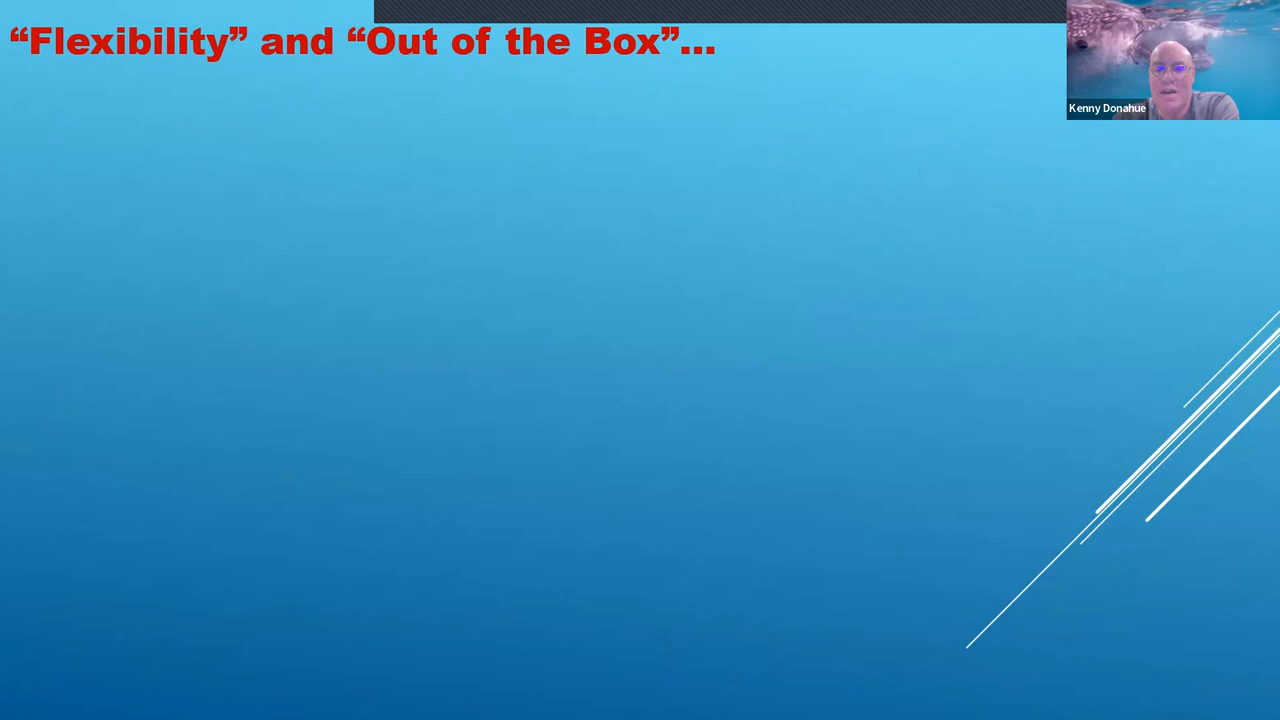 “Flexibility” and “Out of the Box”...
Kenny Donahue